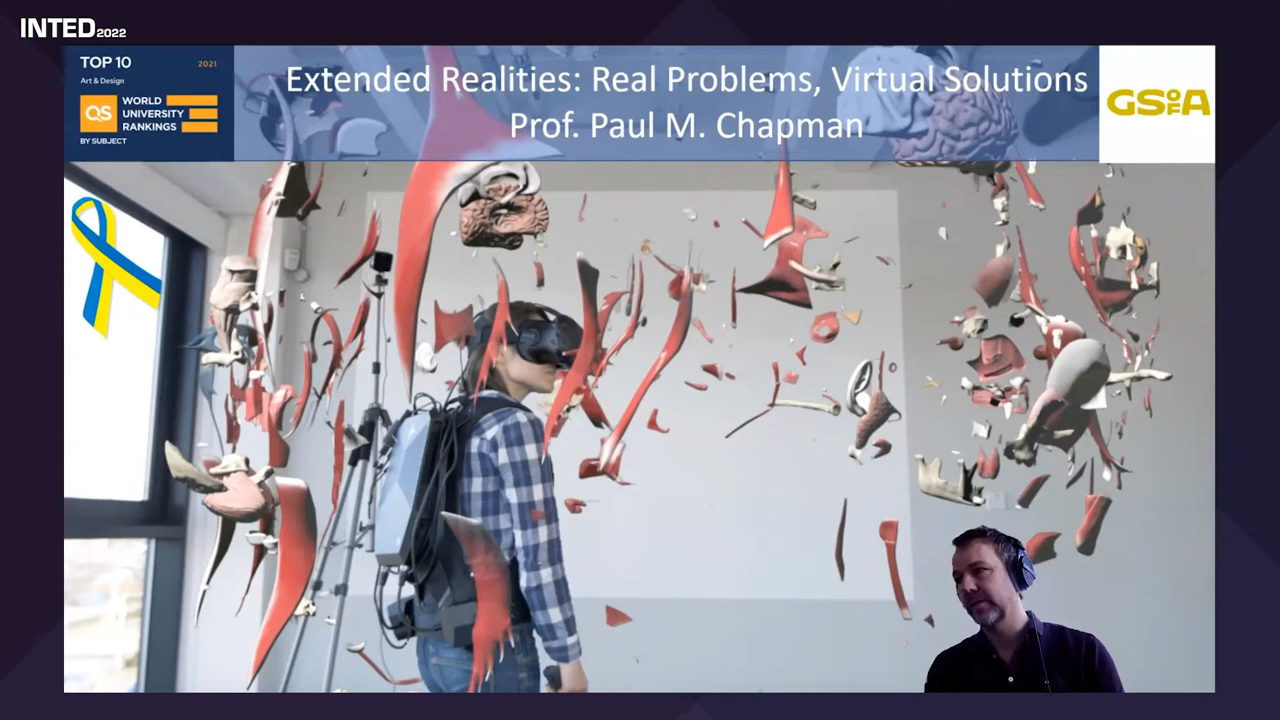 INTED2022
TOP 10 2021
Art & Design
QS WORLD UNIVERSITY RANKINGS
BY SUBJECT
Extended Realities: Real Problems, Virtual Solutions
Prof. Paul M. Chapman
GSofA